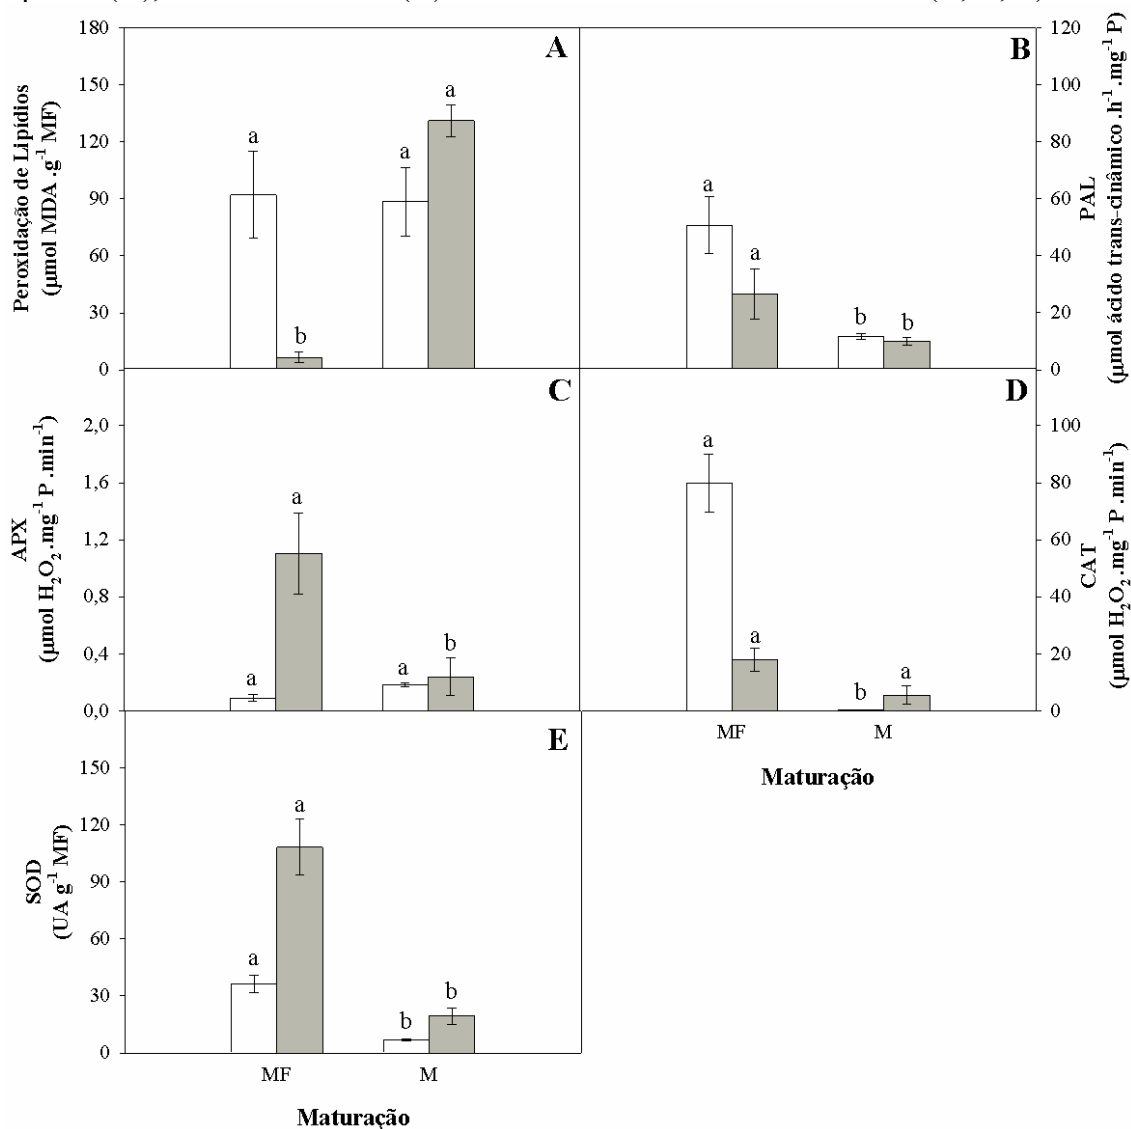 180
150
120
90
60
30
0
Peroxidação de Lipídios
(µmol MDA .g⁻¹ MF)
A
a
b
a
a
B
a
a
b
b
120
100
80
60
40
20
0
PAL
(µmol ácido trans-cinâmico .h⁻¹ .mg⁻¹ P)
2,0
1,6
1,2
0,8
0,4
0,0
APX
(µmol H₂O₂.mg⁻¹ P .min⁻¹)
C
a
a
a
b
D
a
a
b
a
100
80
60
40
20
0
CAT
(µmol H₂O₂.mg⁻¹ P .min⁻¹)
MF M
Maturação
150
120
90
60
30
0
SOD
(UA g⁻¹ MF)
E
a
a
b
b
MF M
Maturação